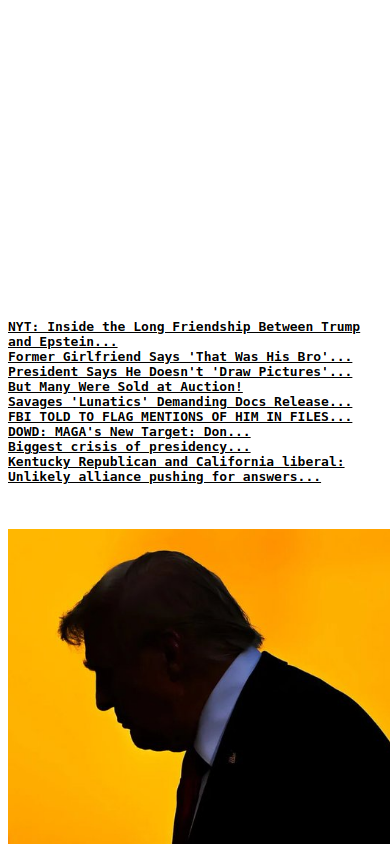 NYT: Inside the Long Friendship Between Trump
and Epstein...
Former Girlfriend Says 'That Was His Bro'...
President Says He Doesn't 'Draw Pictures'...
But Many Were Sold at Auction!
Savages 'Lunatics' Demanding Docs Release...
FBI TOLD TO FLAG MENTIONS OF HIM IN FILES...
DOWD: MAGA's New Target: Don...
Biggest crisis of presidency...
Kentucky Republican and California liberal:
Unlikely alliance pushing for answers...